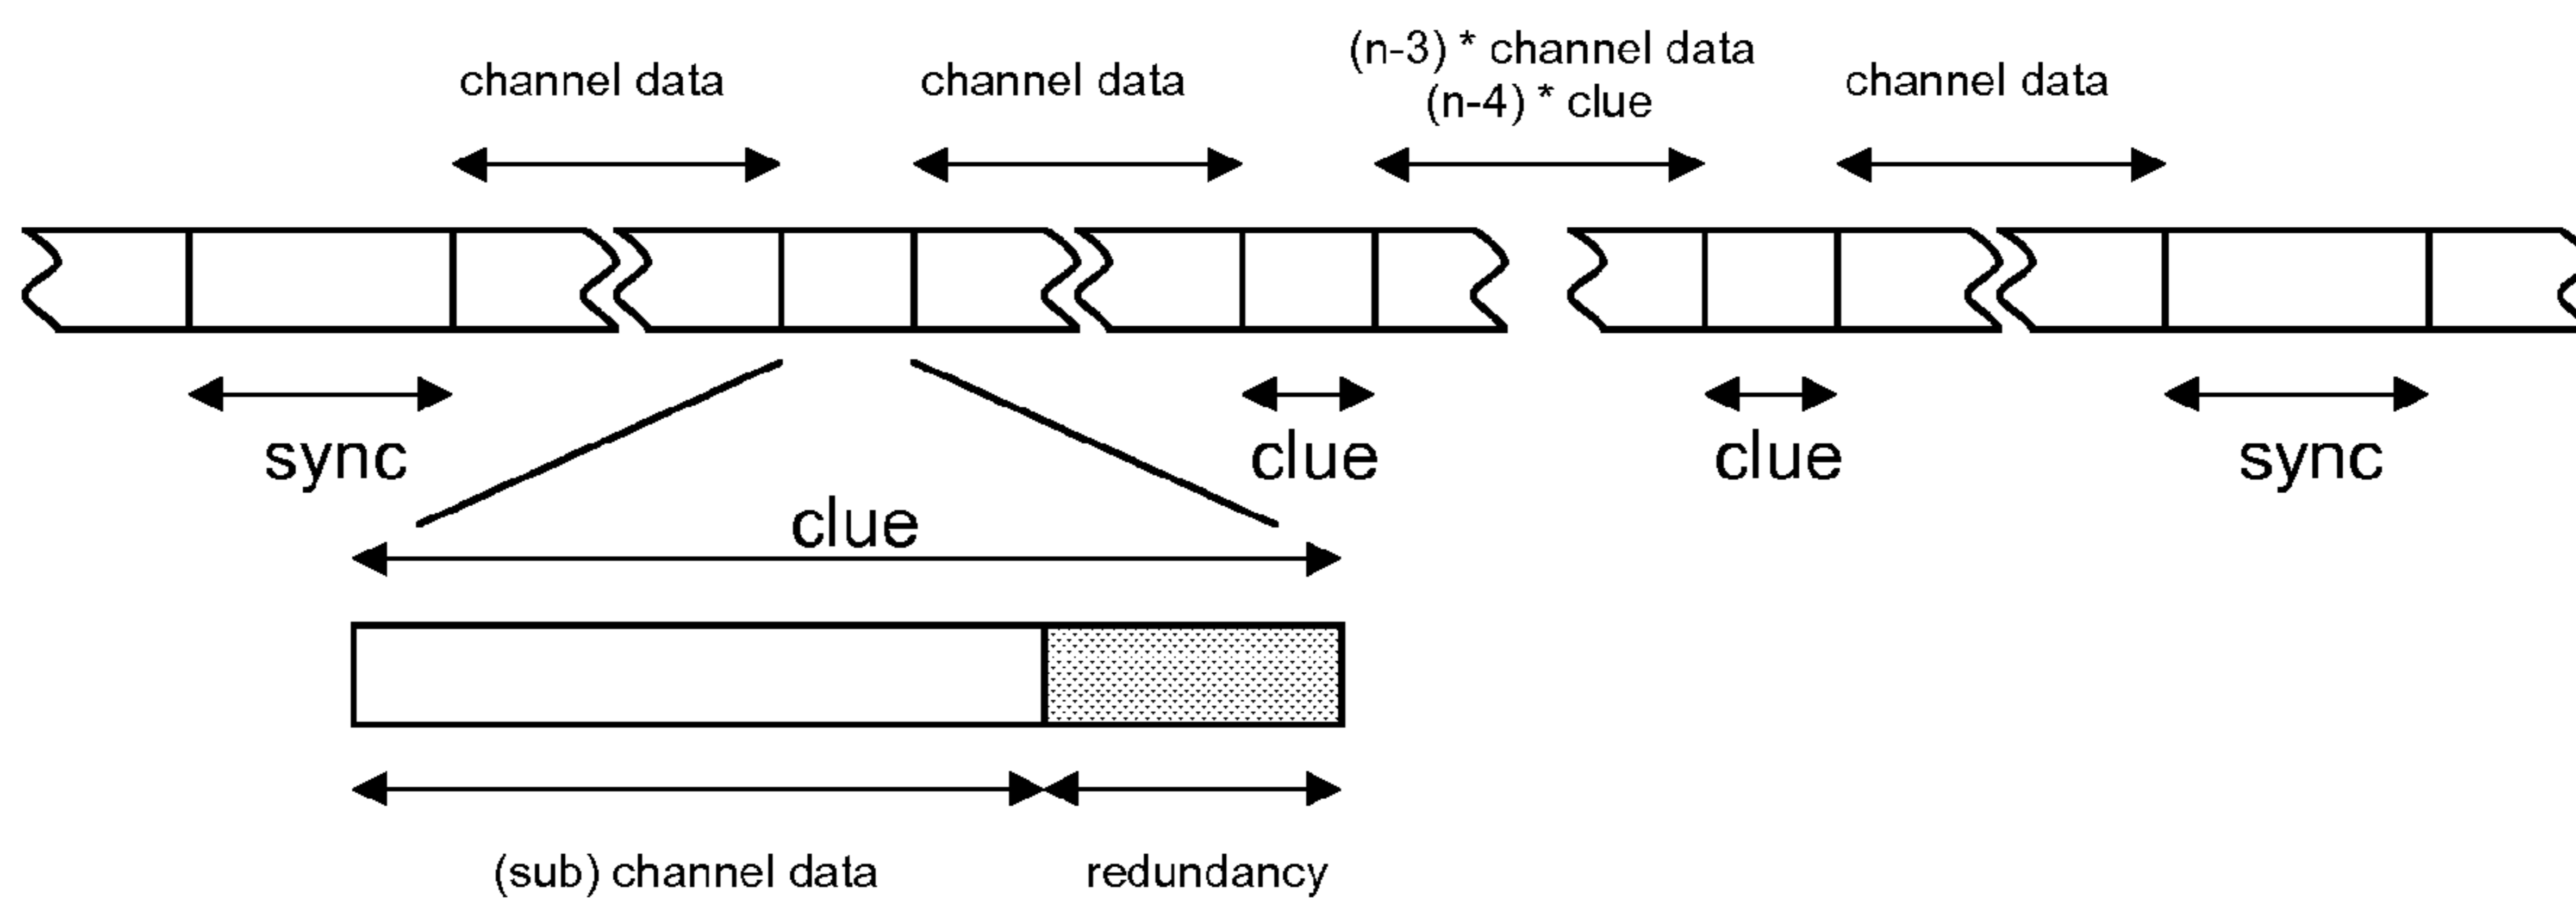 (n-3) * channel data
channel data
channel data
(n-4) * clue
channel data
sync
clue
clue
sync
clue
(sub) channel data
redundancy